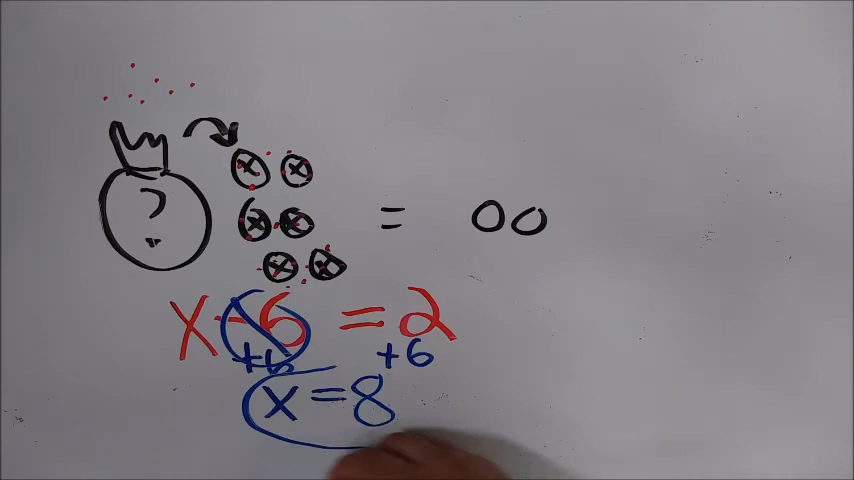 ?
x x
x x
x x
= 00
x - 6 = 2
+6 +6
x = 8